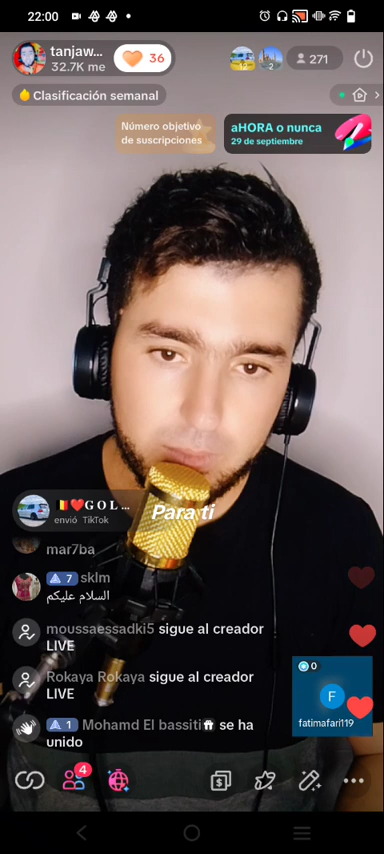 22:00
tanjaw...
32.7K me
36
12
2
271
Clasificación semanal
Número objetivo
de suscripciones
aHORA o nunca
29 de septiembre
🇧🇪❤️G O L ...
envió TikTok
Para ti
mar7ba
7 sklm
السلام عليكم
moussaessadki5 sigue al creador
LIVE
Rokaya Rokaya sigue al creador
LIVE
1 Mohamd El bassiti se ha
unido
0
F
fatimafari119
4